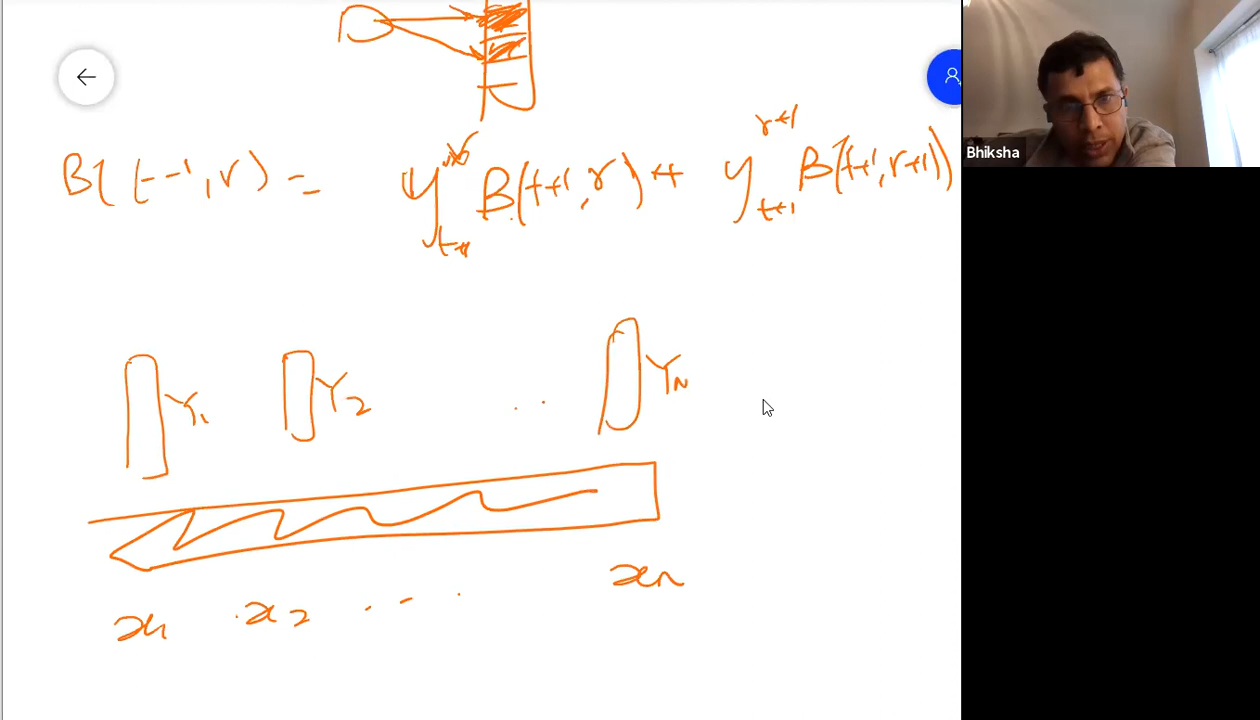 Bhiksha
B(t-1,r) = y_{t+1}^{r} B(t+1,r) + y_{t+1}^{r+1} B(t+1,r+1)
Y1 Y2 .. YN
x1 x2 ... xn